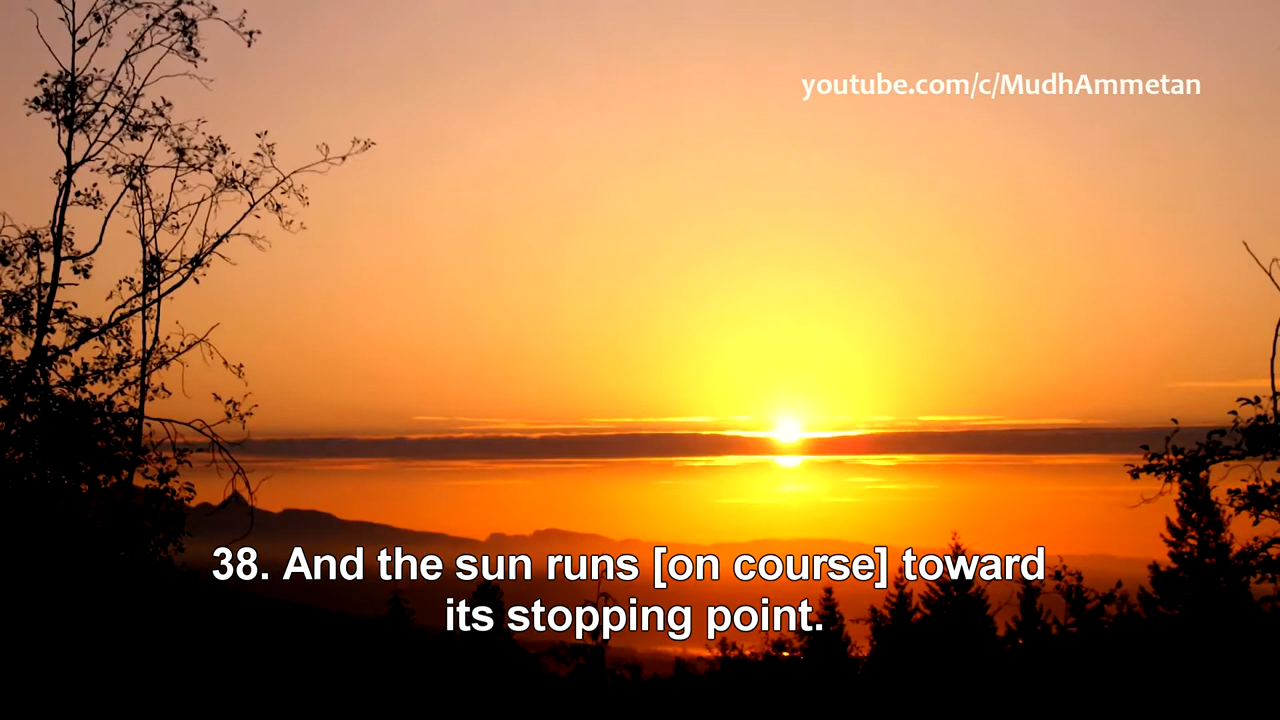 youtube.com/c/MudhAmmetan
38. And the sun runs [on course] toward
its stopping point.